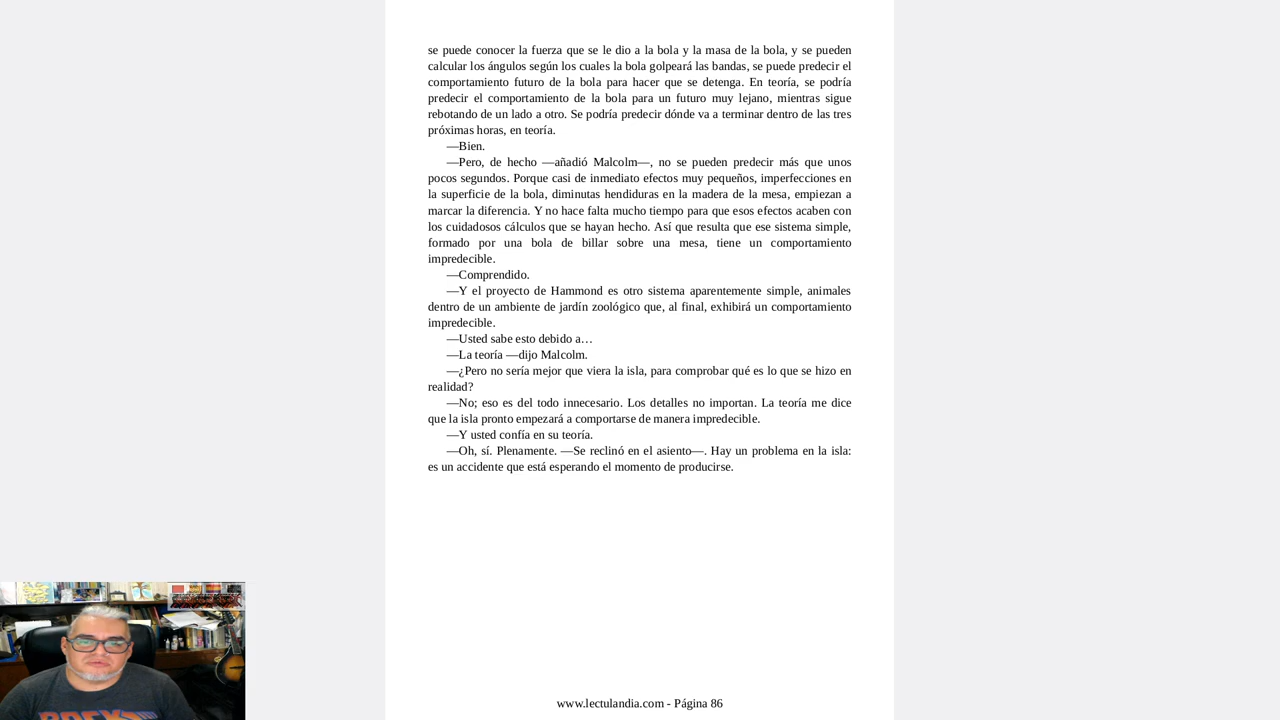 se puede conocer la fuerza que se le dio a la bola y la masa de la bola, y se pueden
calcular los ángulos según los cuales la bola golpeará las bandas, se puede predecir el
comportamiento futuro de la bola para hacer que se detenga. En teoría, se podría
predecir el comportamiento de la bola para un futuro muy lejano, mientras sigue
rebotando de un lado a otro. Se podría predecir dónde va a terminar dentro de las tres
próximas horas, en teoría.
—Bien.
—Pero, de hecho —añadió Malcolm—, no se pueden predecir más que unos
pocos segundos. Porque casi de inmediato efectos muy pequeños, imperfecciones en
la superficie de la bola, diminutas hendiduras en la madera de la mesa, empiezan a
marcar la diferencia. Y no hace falta mucho tiempo para que esos efectos acaben con
los cuidadosos cálculos que se hayan hecho. Así que resulta que ese sistema simple,
formado por una bola de billar sobre una mesa, tiene un comportamiento
impredecible.
—Comprendido.
—Y el proyecto de Hammond es otro sistema aparentemente simple, animales
dentro de un ambiente de jardín zoológico que, al final, exhibirá un comportamiento
impredecible.
—Usted sabe esto debido a…
—La teoría —dijo Malcolm.
—¿Pero no sería mejor que viera la isla, para comprobar qué es lo que se hizo en
realidad?
—No; eso es del todo innecesario. Los detalles no importan. La teoría me dice
que la isla pronto empezará a comportarse de manera impredecible.
—Y usted confía en su teoría.
—Oh, sí. Plenamente. —Se reclinó en el asiento—. Hay un problema en la isla:
es un accidente que está esperando el momento de producirse.
www.lectulandia.com - Página 86